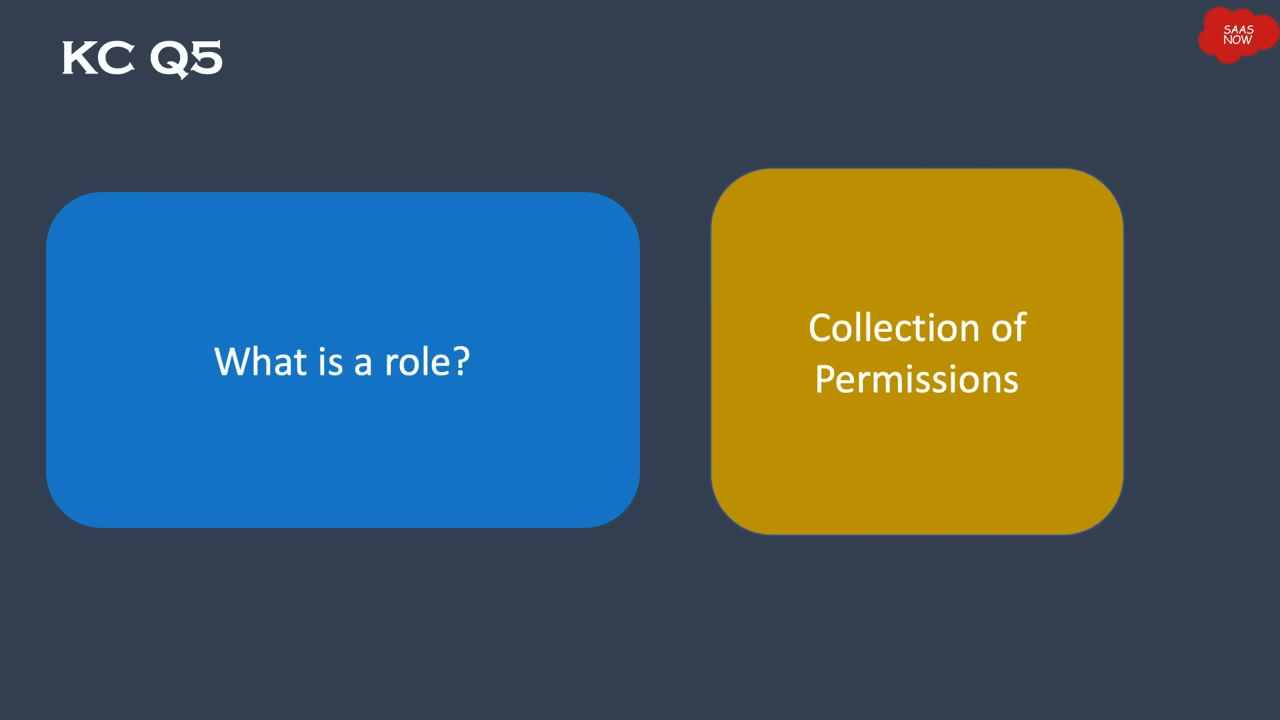 KC Q5
SAAS
NOW
What is a role?
Collection of
Permissions